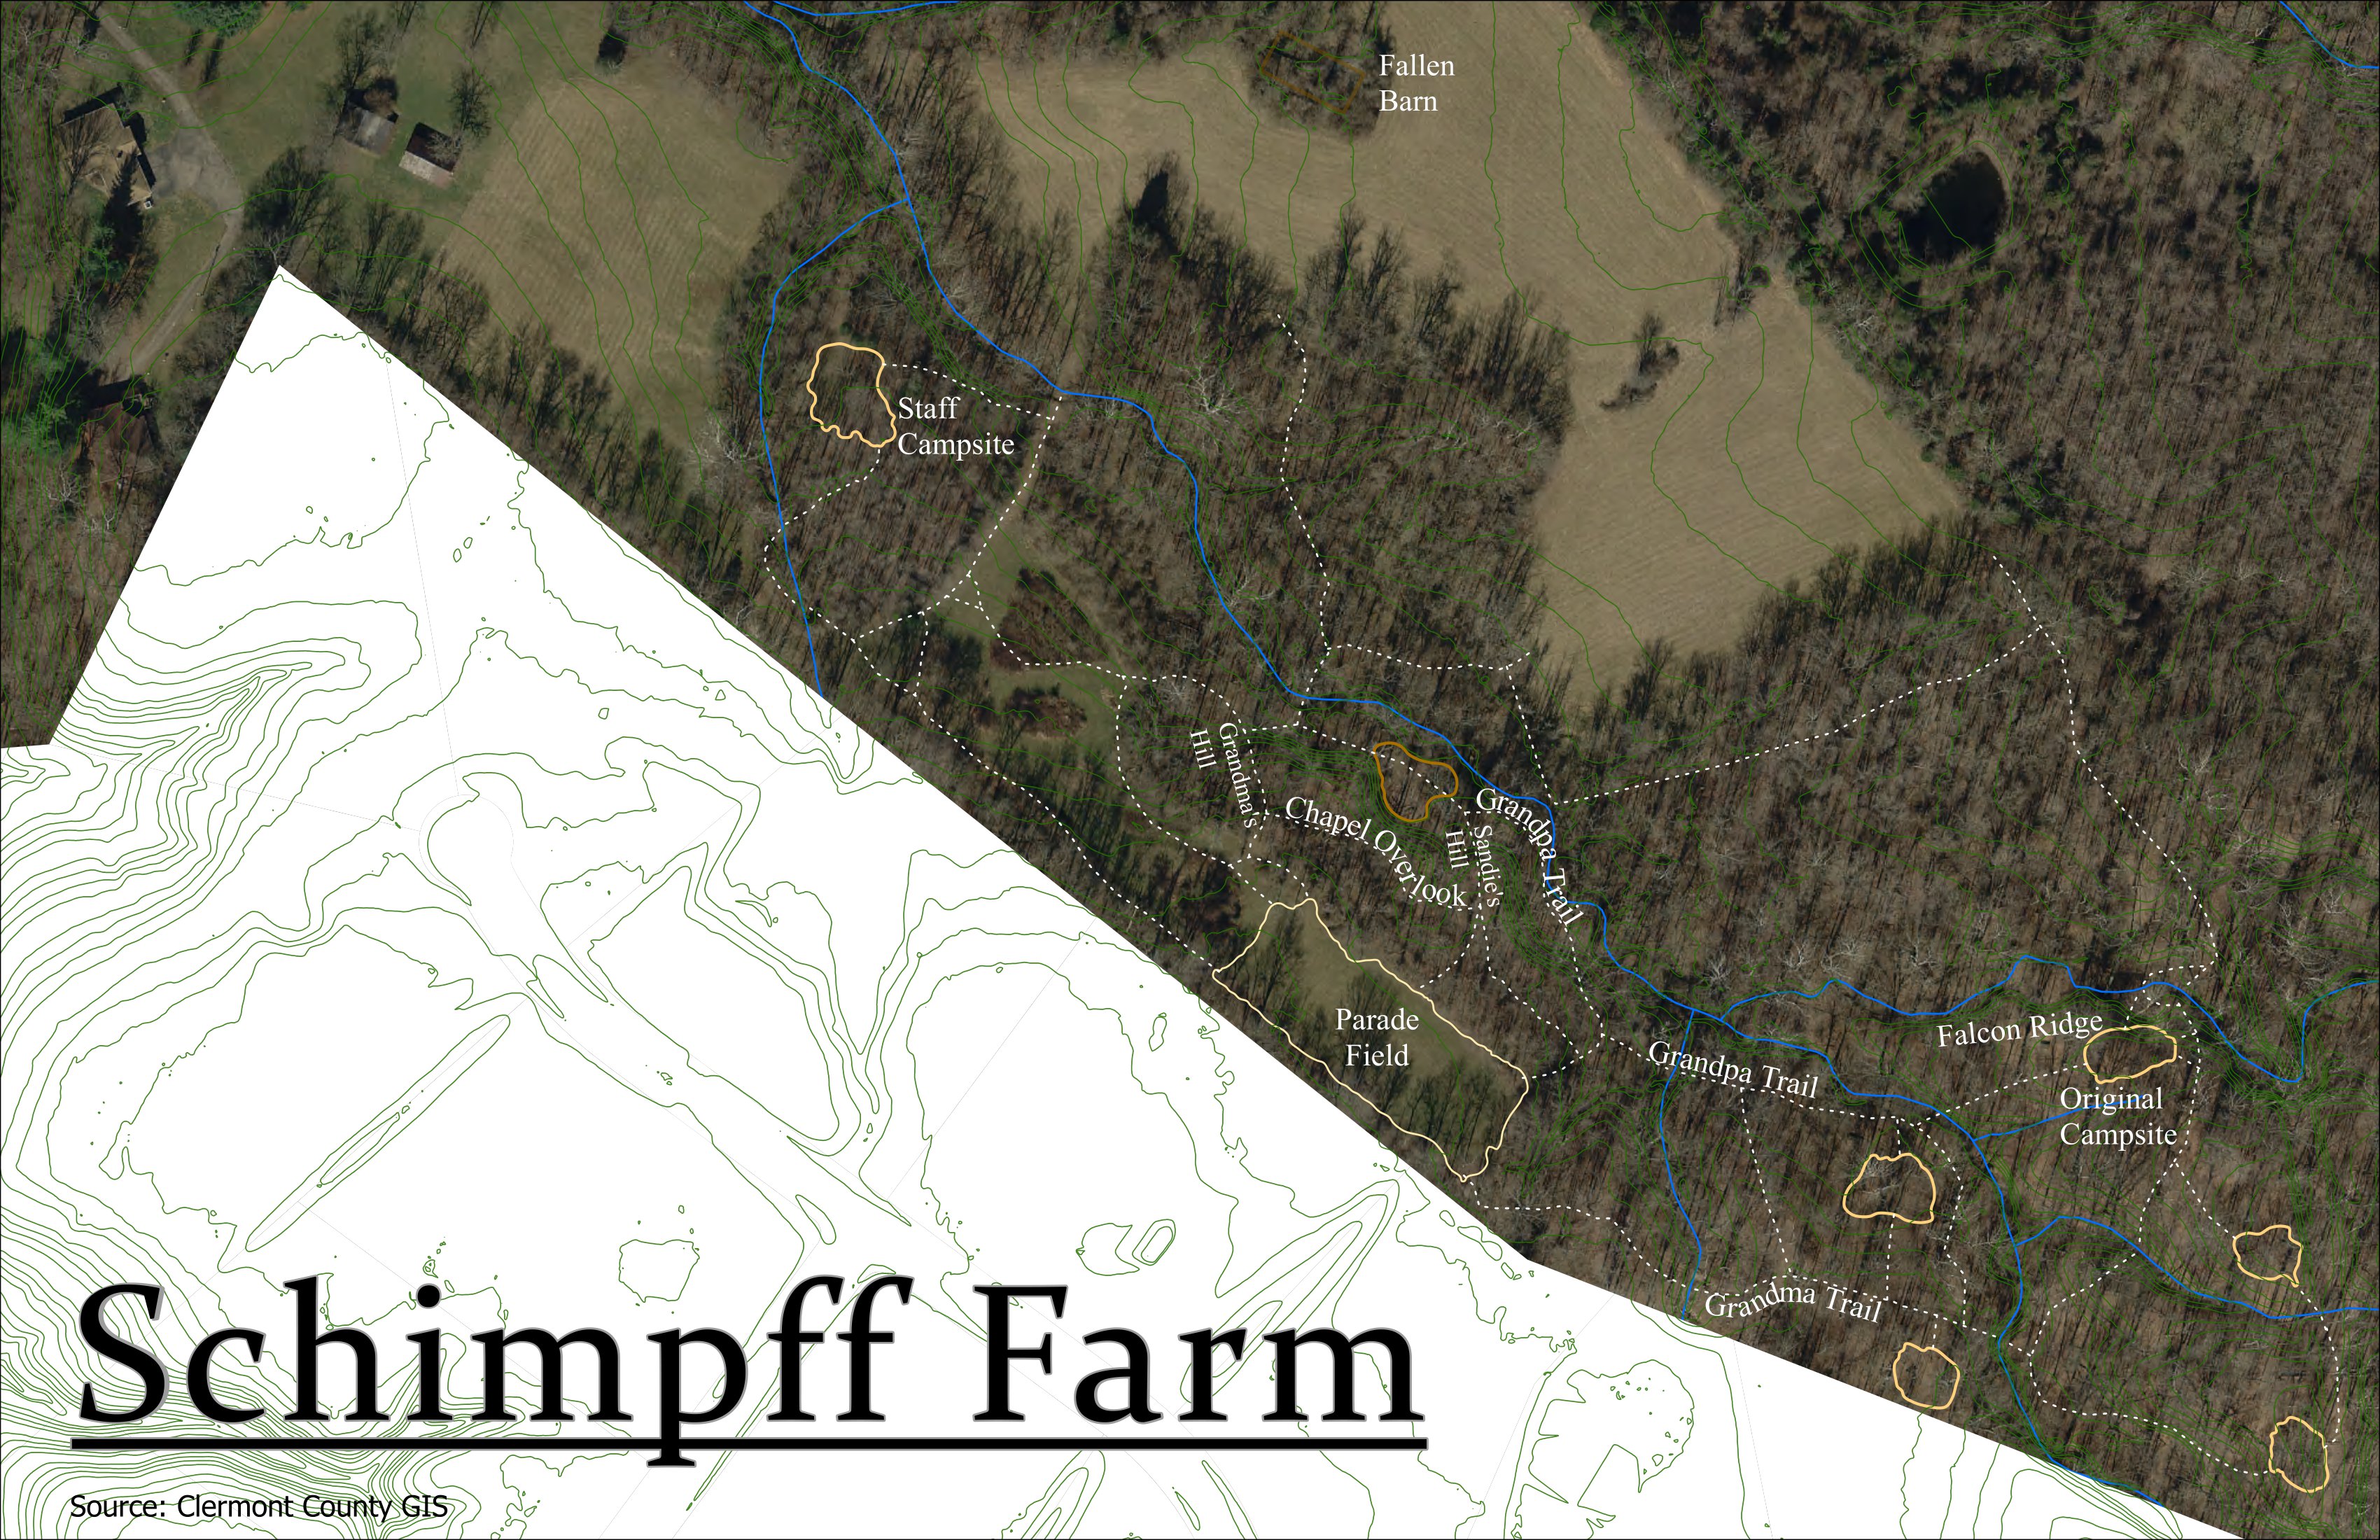 Fallen
Barn
Staff
Campsite
Grandma's
Hill
Chapel Overlook
Sandie's
Hill
Grandpa Trail
Parade
Field
Grandpa Trail
Falcon Ridge
Original
Campsite
Grandma Trail
Schimpff Farm
Source: Clermont County GIS